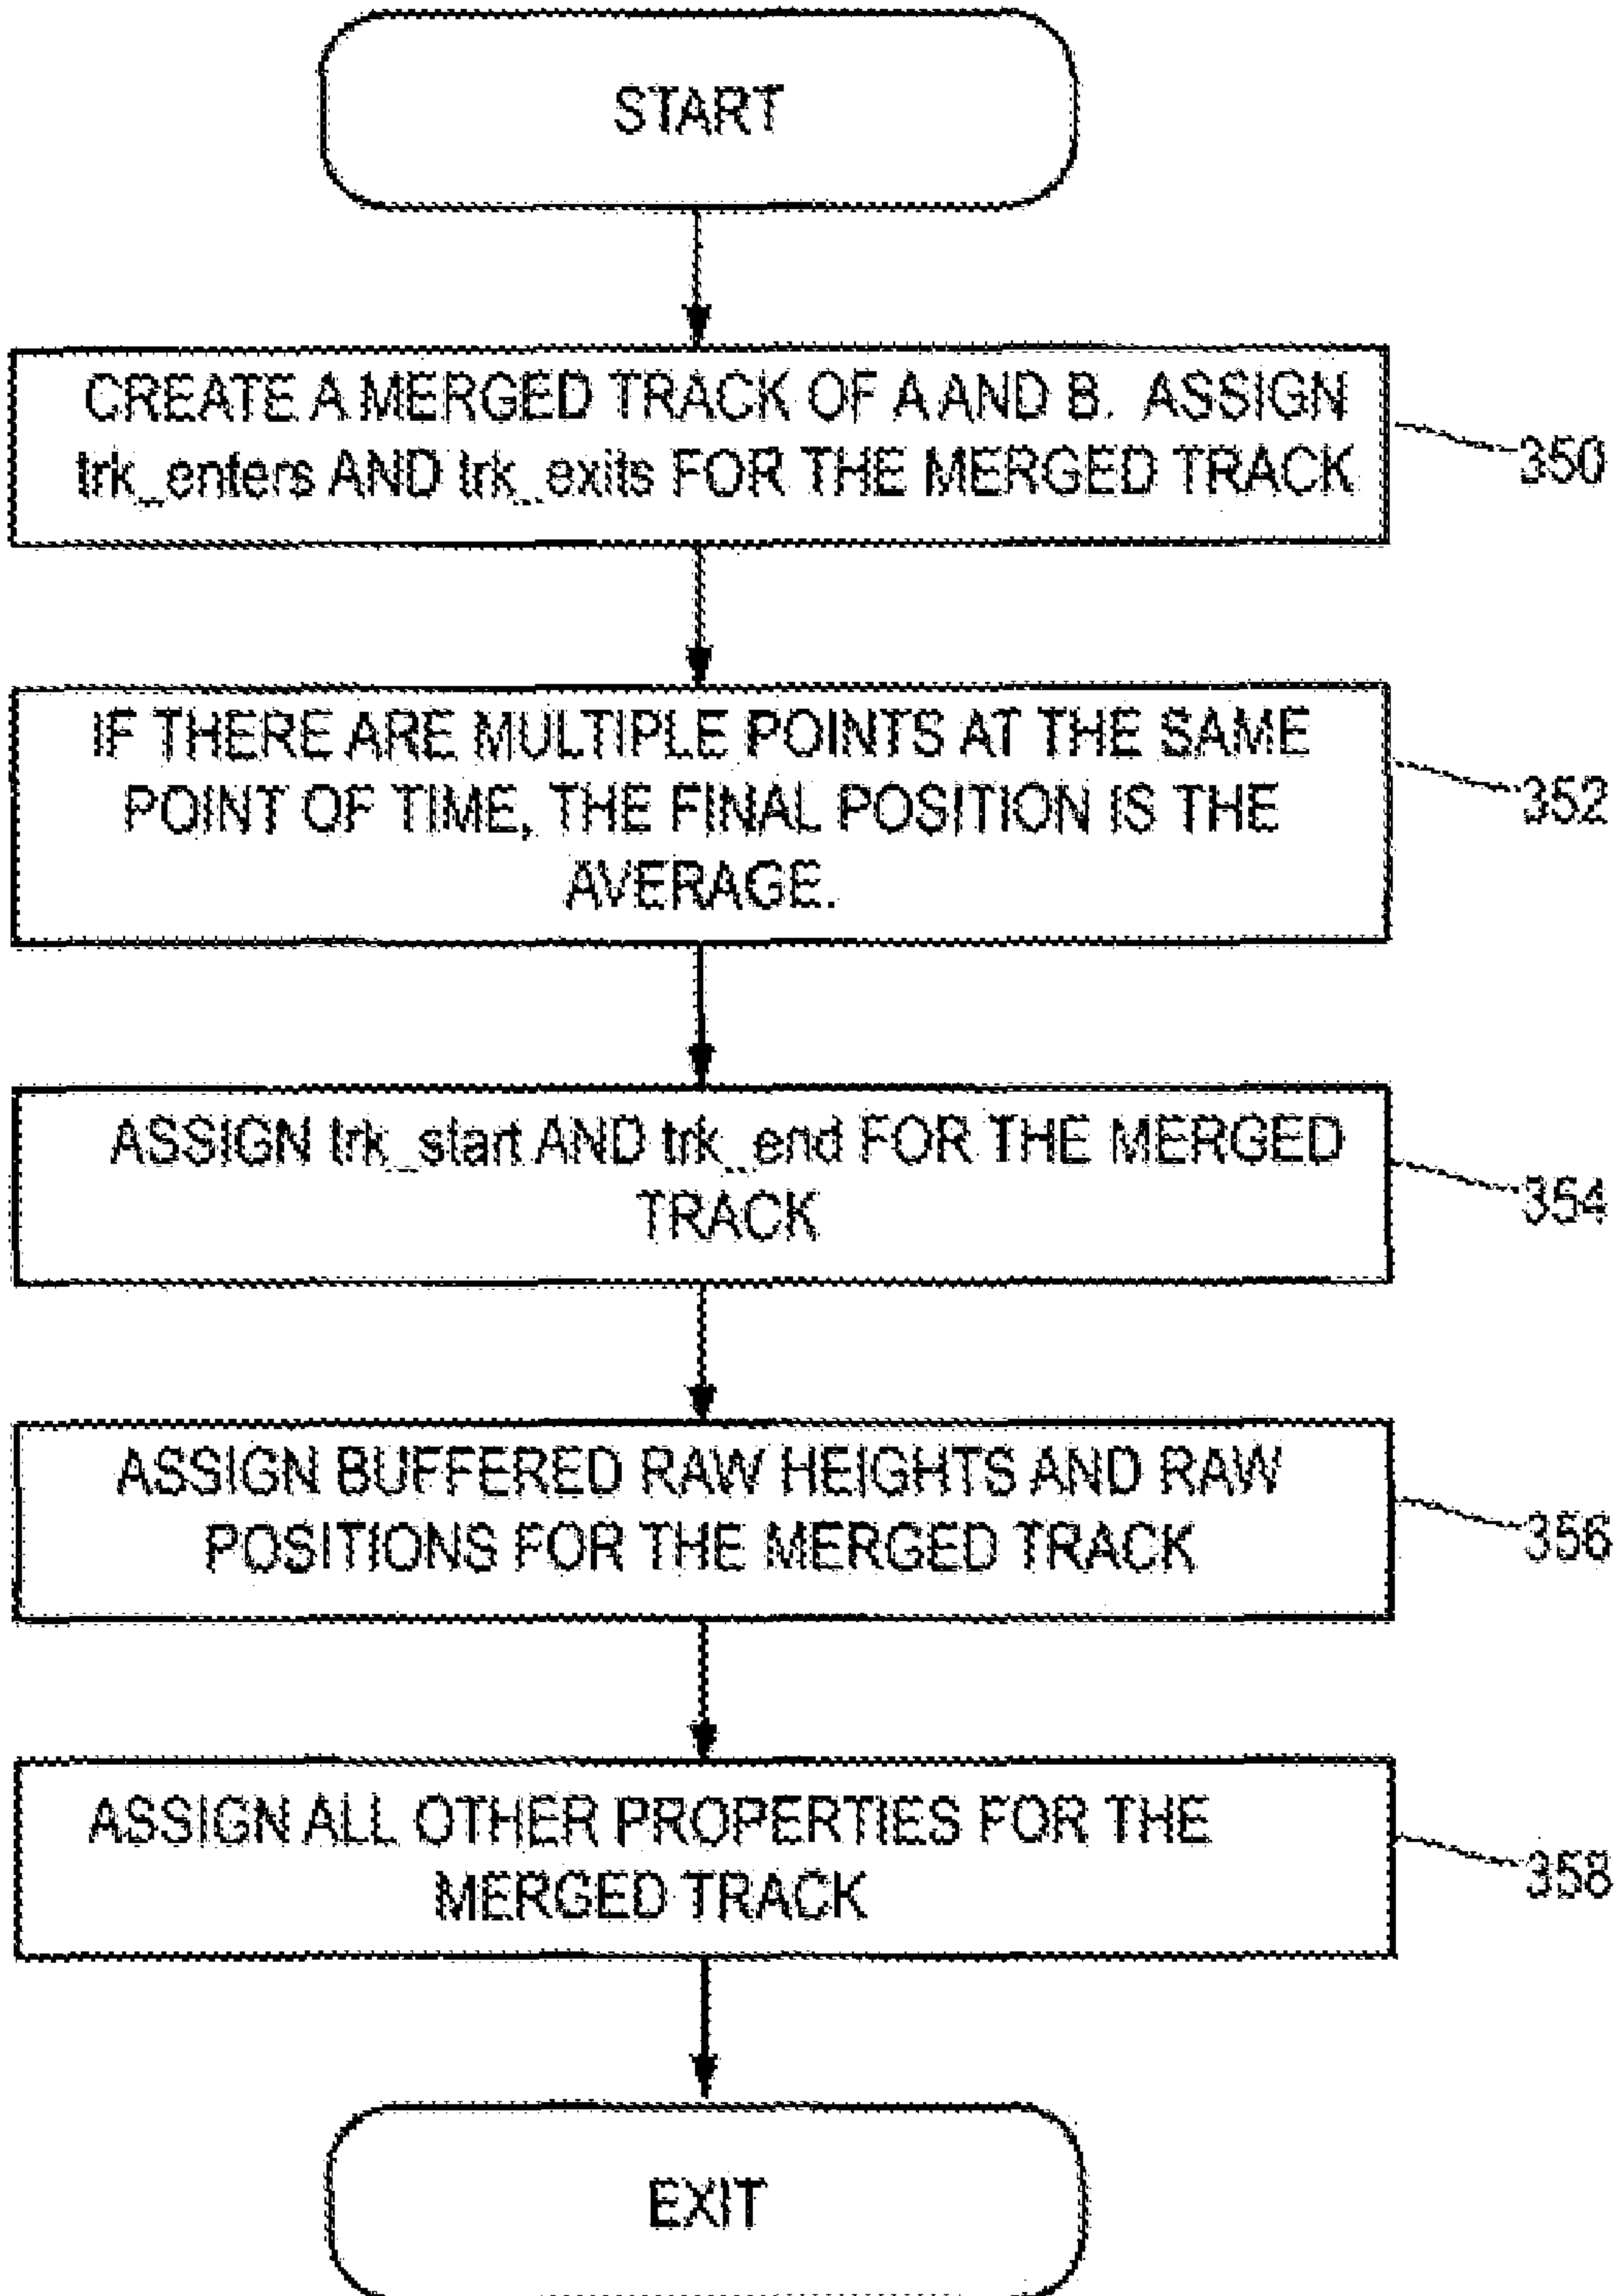 START
CREATE A MERGED TRACK OF A AND B. ASSIGN
trk_enters AND trk_exits FOR THE MERGED TRACK
350
IF THERE ARE MULTIPLE POINTS AT THE SAME
POINT OF TIME, THE FINAL POSITION IS THE
AVERAGE.
352
ASSIGN trk_start AND trk_end FOR THE MERGED
TRACK
354
ASSIGN BUFFERED RAW HEIGHTS AND RAW
POSITIONS FOR THE MERGED TRACK
356
ASSIGN ALL OTHER PROPERTIES FOR THE
MERGED TRACK
358
EXIT